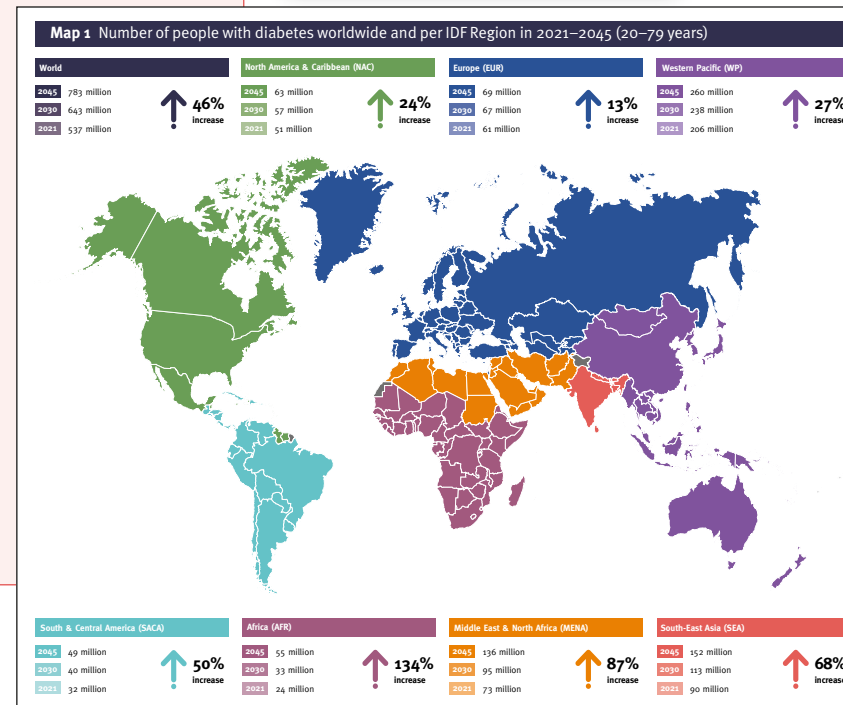 Map 1 Number of people with diabetes worldwide and per IDF Region in 2021–2045 (20–79 years)
World
2045 783 million
2030 643 million
2021 537 million
46%
increase
North America & Caribbean (NAC)
2045 63 million
2030 57 million
2021 51 million
24%
increase
Europe (EUR)
2045 69 million
2030 67 million
2021 61 million
13%
increase
Western Pacific (WP)
2045 260 million
2030 238 million
2021 206 million
27%
increase
South & Central America (SACA)
2045 49 million
2030 40 million
2021 32 million
50%
increase
Africa (AFR)
2045 55 million
2030 33 million
2021 24 million
134%
increase
Middle East & North Africa (MENA)
2045 136 million
2030 95 million
2021 73 million
87%
increase
South-East Asia (SEA)
2045 152 million
2030 113 million
2021 90 million
68%
increase